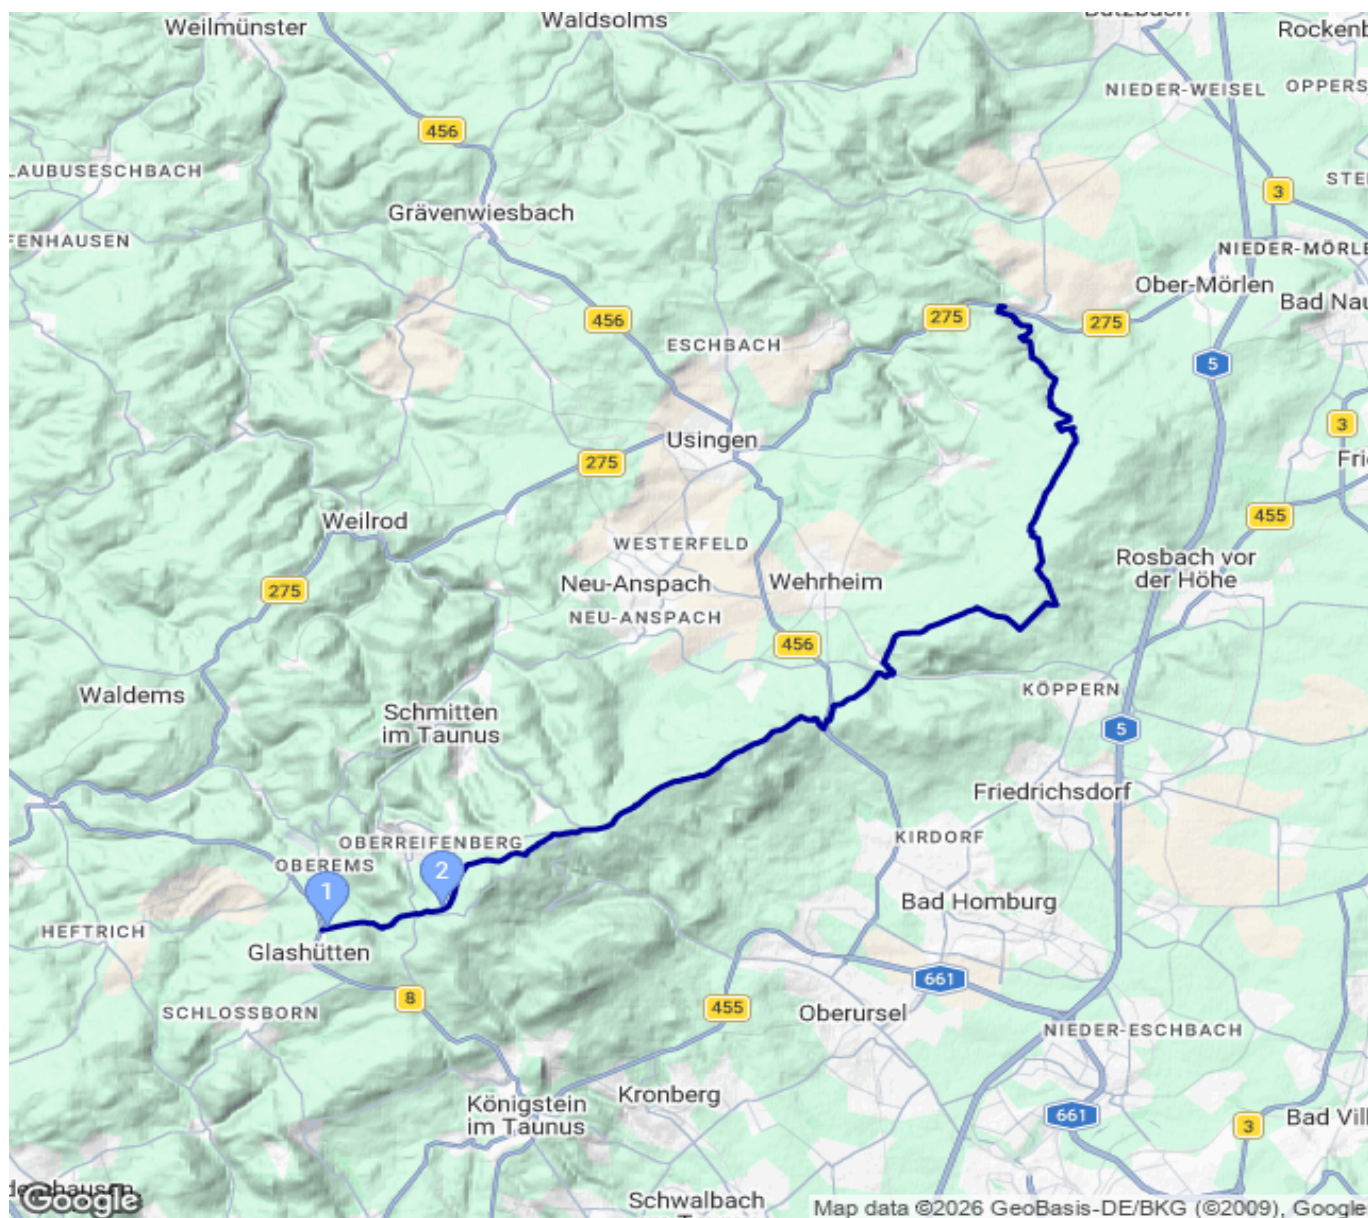 Waldsolms
Weilmünster
Butzbach
NIEDER-WEISEL
456
LAUBUSESCHBACH
3
Grävenwiesbach
NIEDER-MÖRLE
Ober-Mörlen
Bad Nau
456
275
275
ESCHBACH
5
3
Usingen
275
455
Weilrod
WESTERFELD
Rosbach vor
der Höhe
Neu-Anspach
Wehrheim
275
NEU-ANSPACH
456
KÖPPERN
Waldems
Schmitten
im Taunus
5
Friedrichsdorf
KIRDORF
OBERREIFENBERG
OBEREMS
2
1
Bad Homburg
HEFTRICH
Glashütten
661
8
455
SCHLOSSBORN
Oberursel
NIEDER-ESCHBACH
Kronberg
Königstein
im Taunus
661
3
Bad Vil
Schwalbach
Google
Map data ©2026 GeoBasis-DE/BKG (©2009), Google